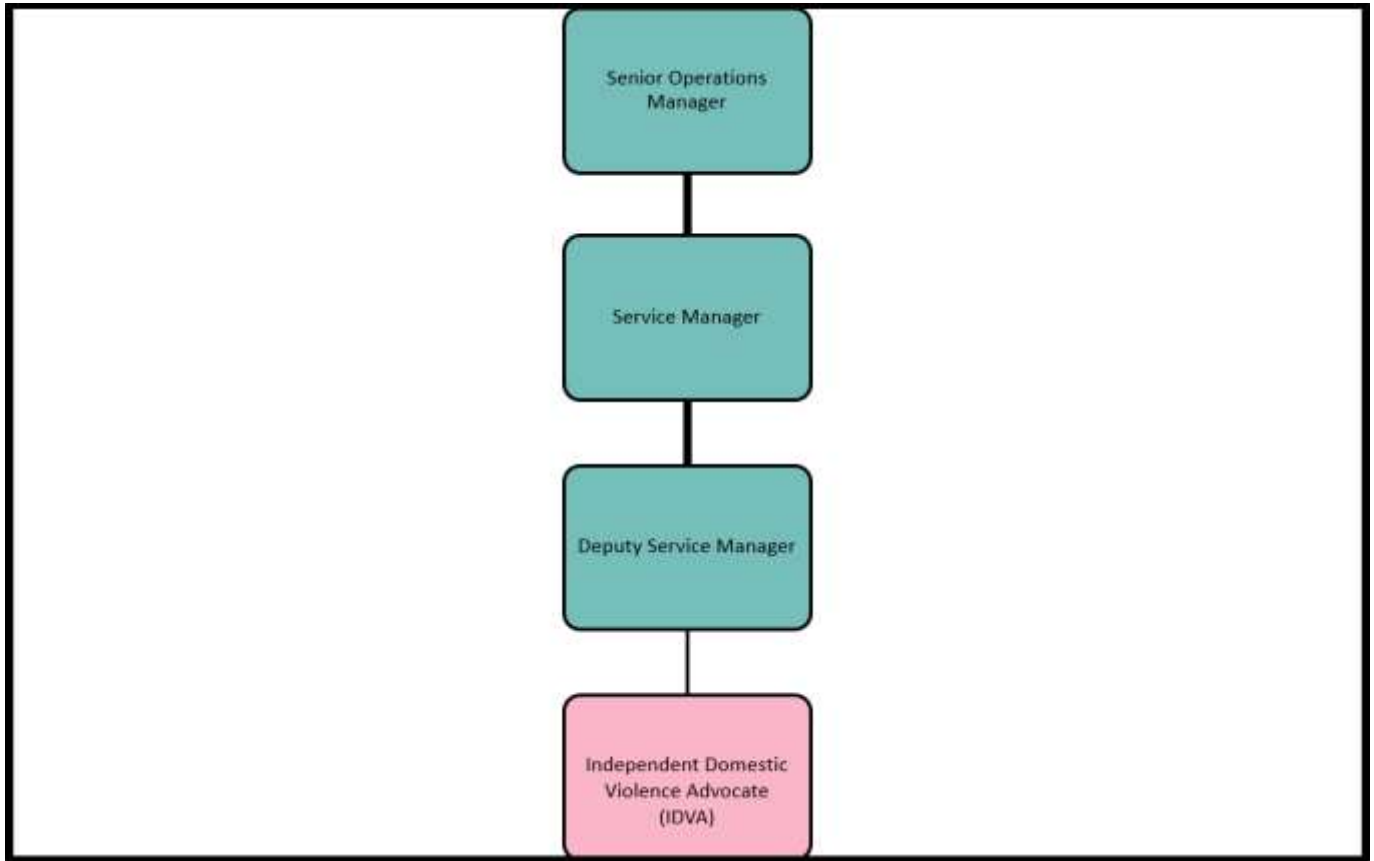 Senior Operations
Manager
Service Manager
Deputy Service Manager
Independent Domestic
Violence Advocate
(IDVA)